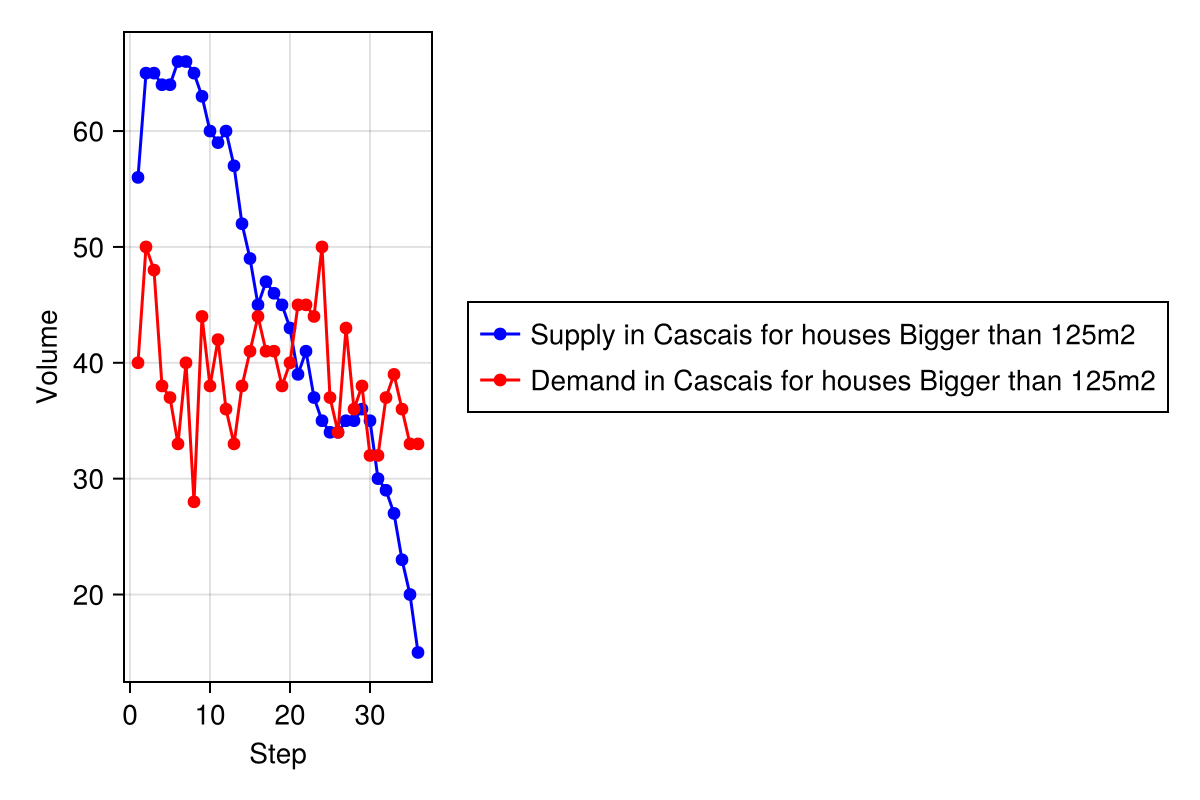 60
50
40
30
20
Volume
0 10 20 30
Step
Supply in Cascais for houses Bigger than 125m2
Demand in Cascais for houses Bigger than 125m2